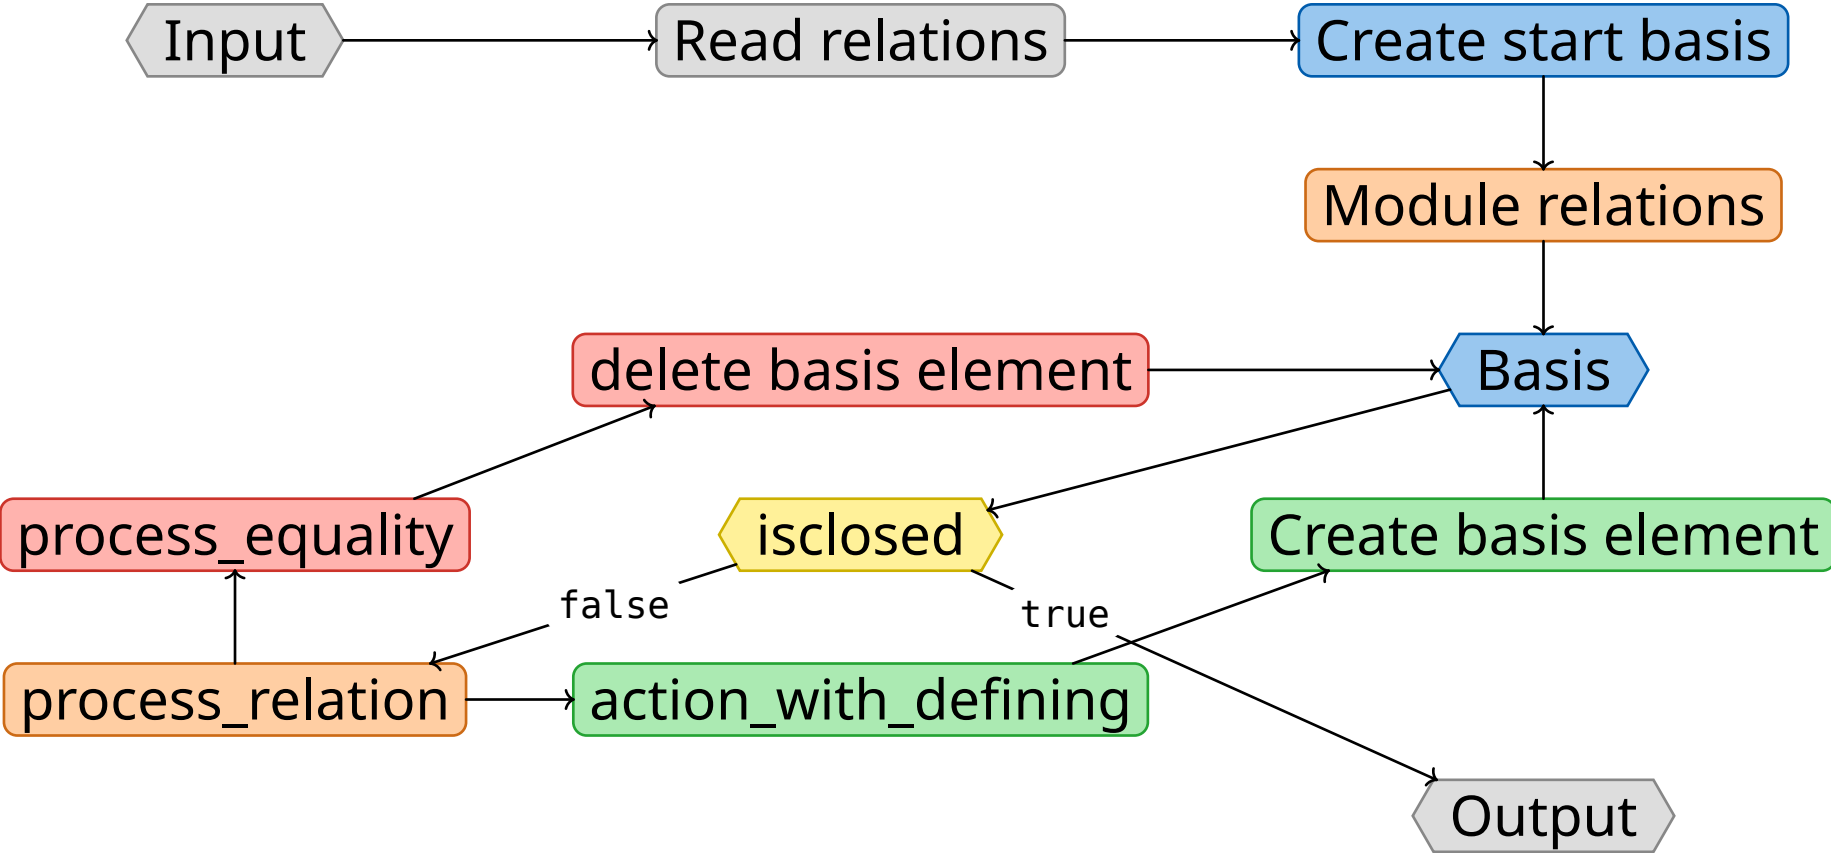 Input
Read relations
Create start basis
Module relations
delete basis element
Basis
process_equality
isclosed
Create basis element
false
true
process_relation
action_with_defining
Output